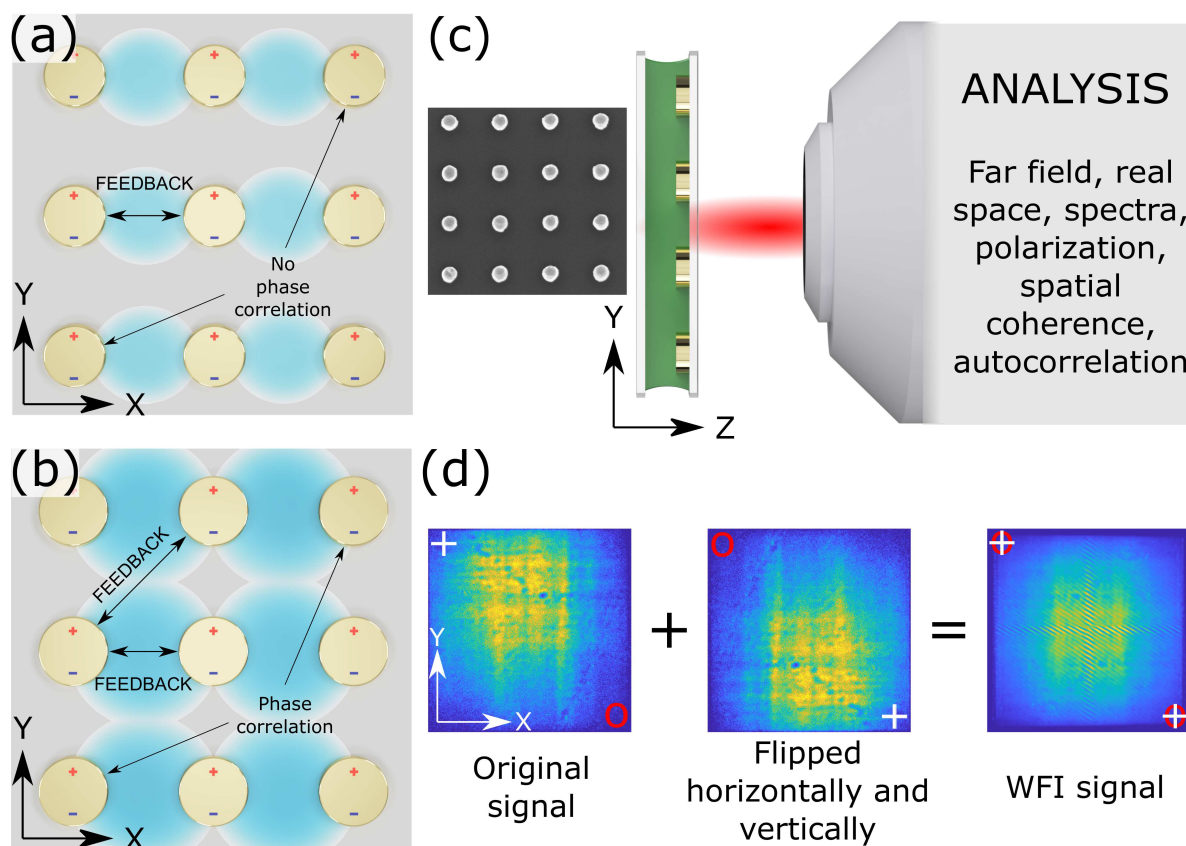 (a)
+ + +
- - -
FEEDBACK
+ + +
- - -
No
phase
correlation
+ + +
- - -
Y
X
(b)
+ +
- - -
FEEDBACK
+ + +
- - -
FEEDBACK
Phase
correlation
+ + +
- - -
Y
X
(c)
Y
Z
ANALYSIS
Far field, real
space, spectra,
polarization,
spatial
coherence,
autocorrelation
(d)
+
Y
X
O
Original
signal
+
O
+
Flipped
horizontally and
vertically
=
WFI signal